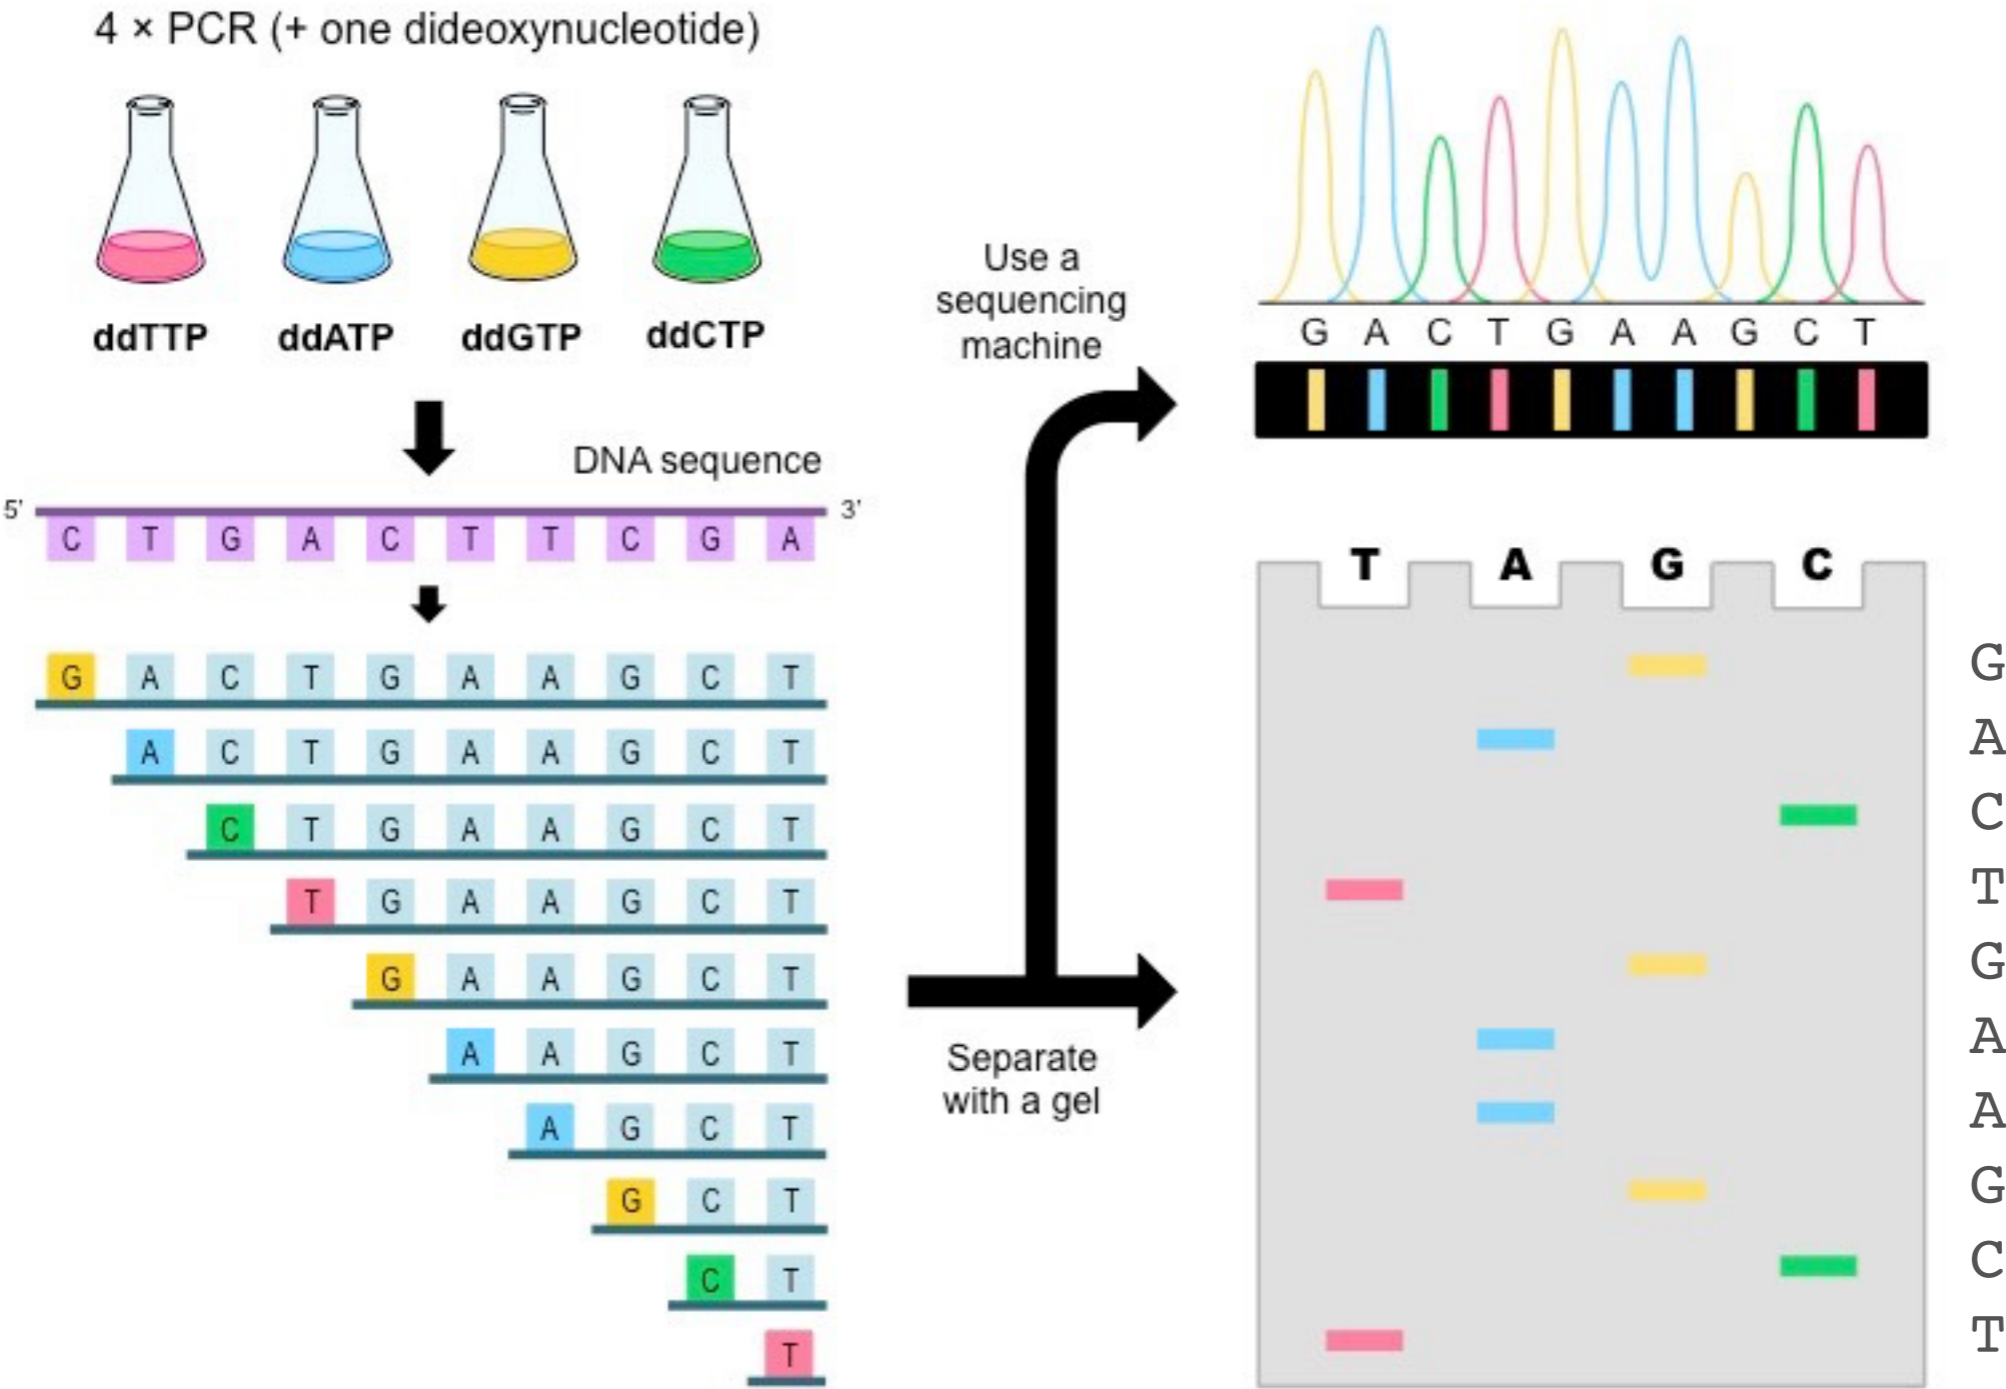 4 × PCR (+ one dideoxynucleotide)
ddTTP ddATP ddGTP ddCTP
DNA sequence
5' 3'
C T G A C T T C G A
G A C T G A A G C T
A C T G A A G C T
C T G A A G C T
T G A A G C T
G A A G C T
A A G C T
A G C T
G C T
C T
T
Use a
sequencing
machine
Separate
with a gel
G A C T G A A G C T
T A G C
G
A
C
T
G
A
A
G
C
T